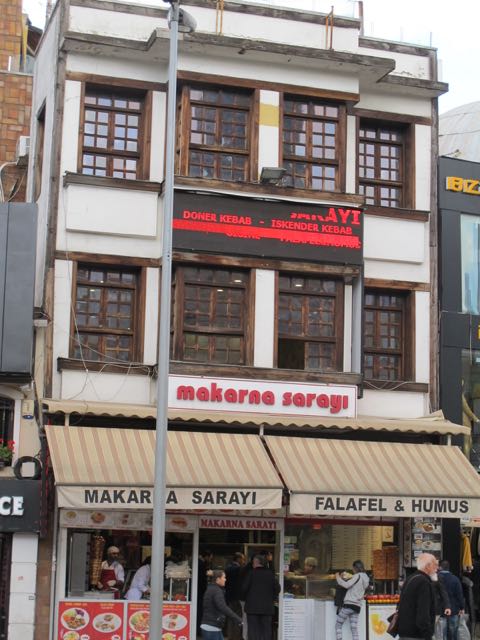 SARAYI
DONER KEBAB - ISKENDER KEBAB
makarna sarayı
MAKARNA SARAYI
FALAFEL & HUMUS
MAKARNA SARAYI
CE